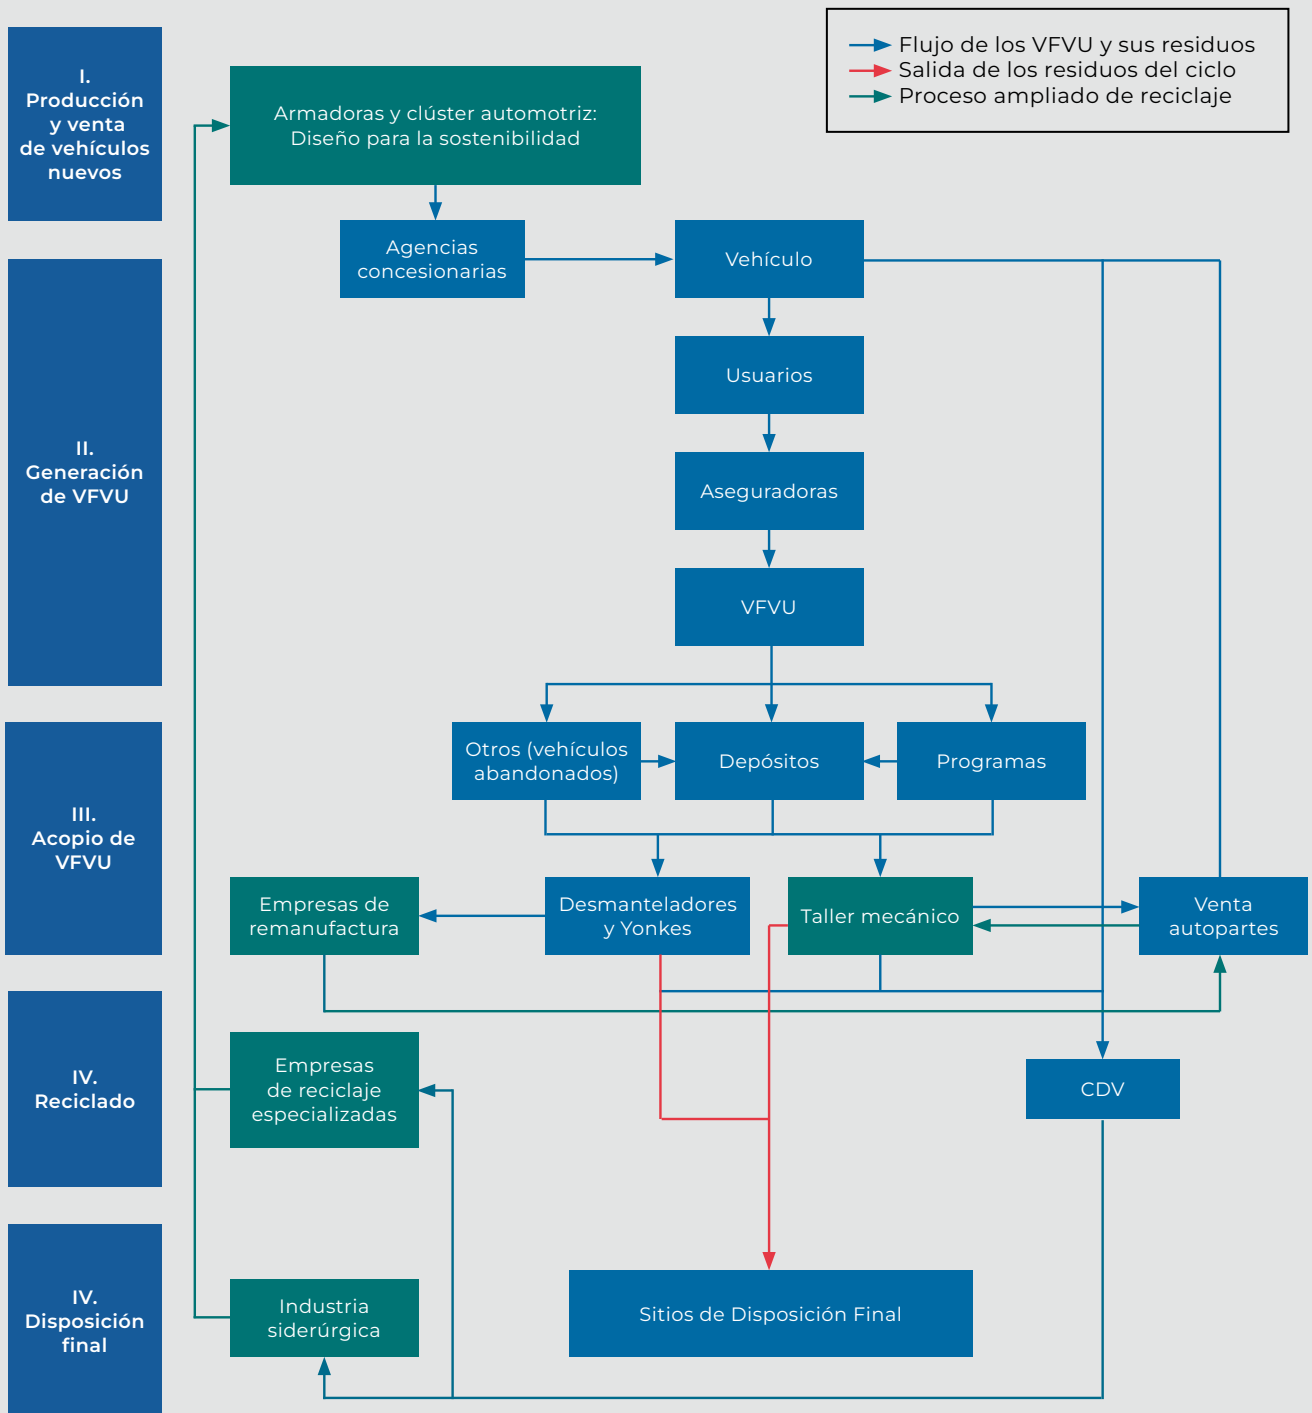 Flujo de los VFVU y sus residuos
Salida de los residuos del ciclo
Proceso ampliado de reciclaje
I.
Producción
y venta
de vehículos
nuevos
Armadoras y clúster automotriz:
Diseño para la sostenibilidad
Agencias
concesionarias
Vehículo
II.
Generación
de VFVU
Usuarios
Aseguradoras
VFVU
III.
Acopio de
VFVU
Otros (vehículos
abandonados)
Depósitos
Programas
Empresas de
remanufactura
Desmanteladores
y Yonkes
Taller mecánico
Venta
autopartes
IV.
Reciclado
Empresas
de reciclaje
especializadas
CDV
IV.
Disposición
final
Industria
siderúrgica
Sitios de Disposición Final